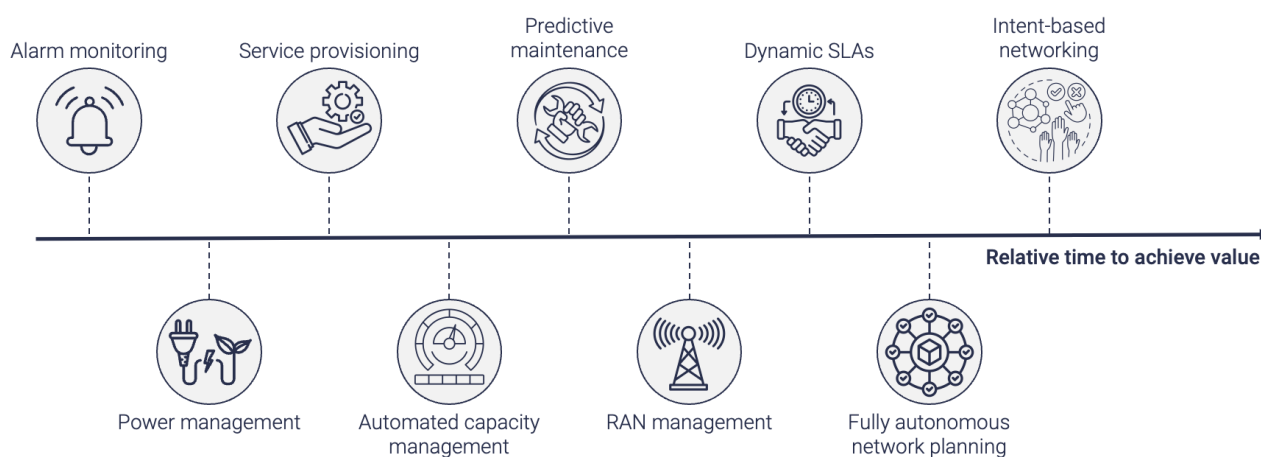 Alarm monitoring
Service provisioning
Predictive
maintenance
Dynamic SLAs
Intent-based
networking
Relative time to achieve value
Power management
Automated capacity
management
RAN management
Fully autonomous
network planning